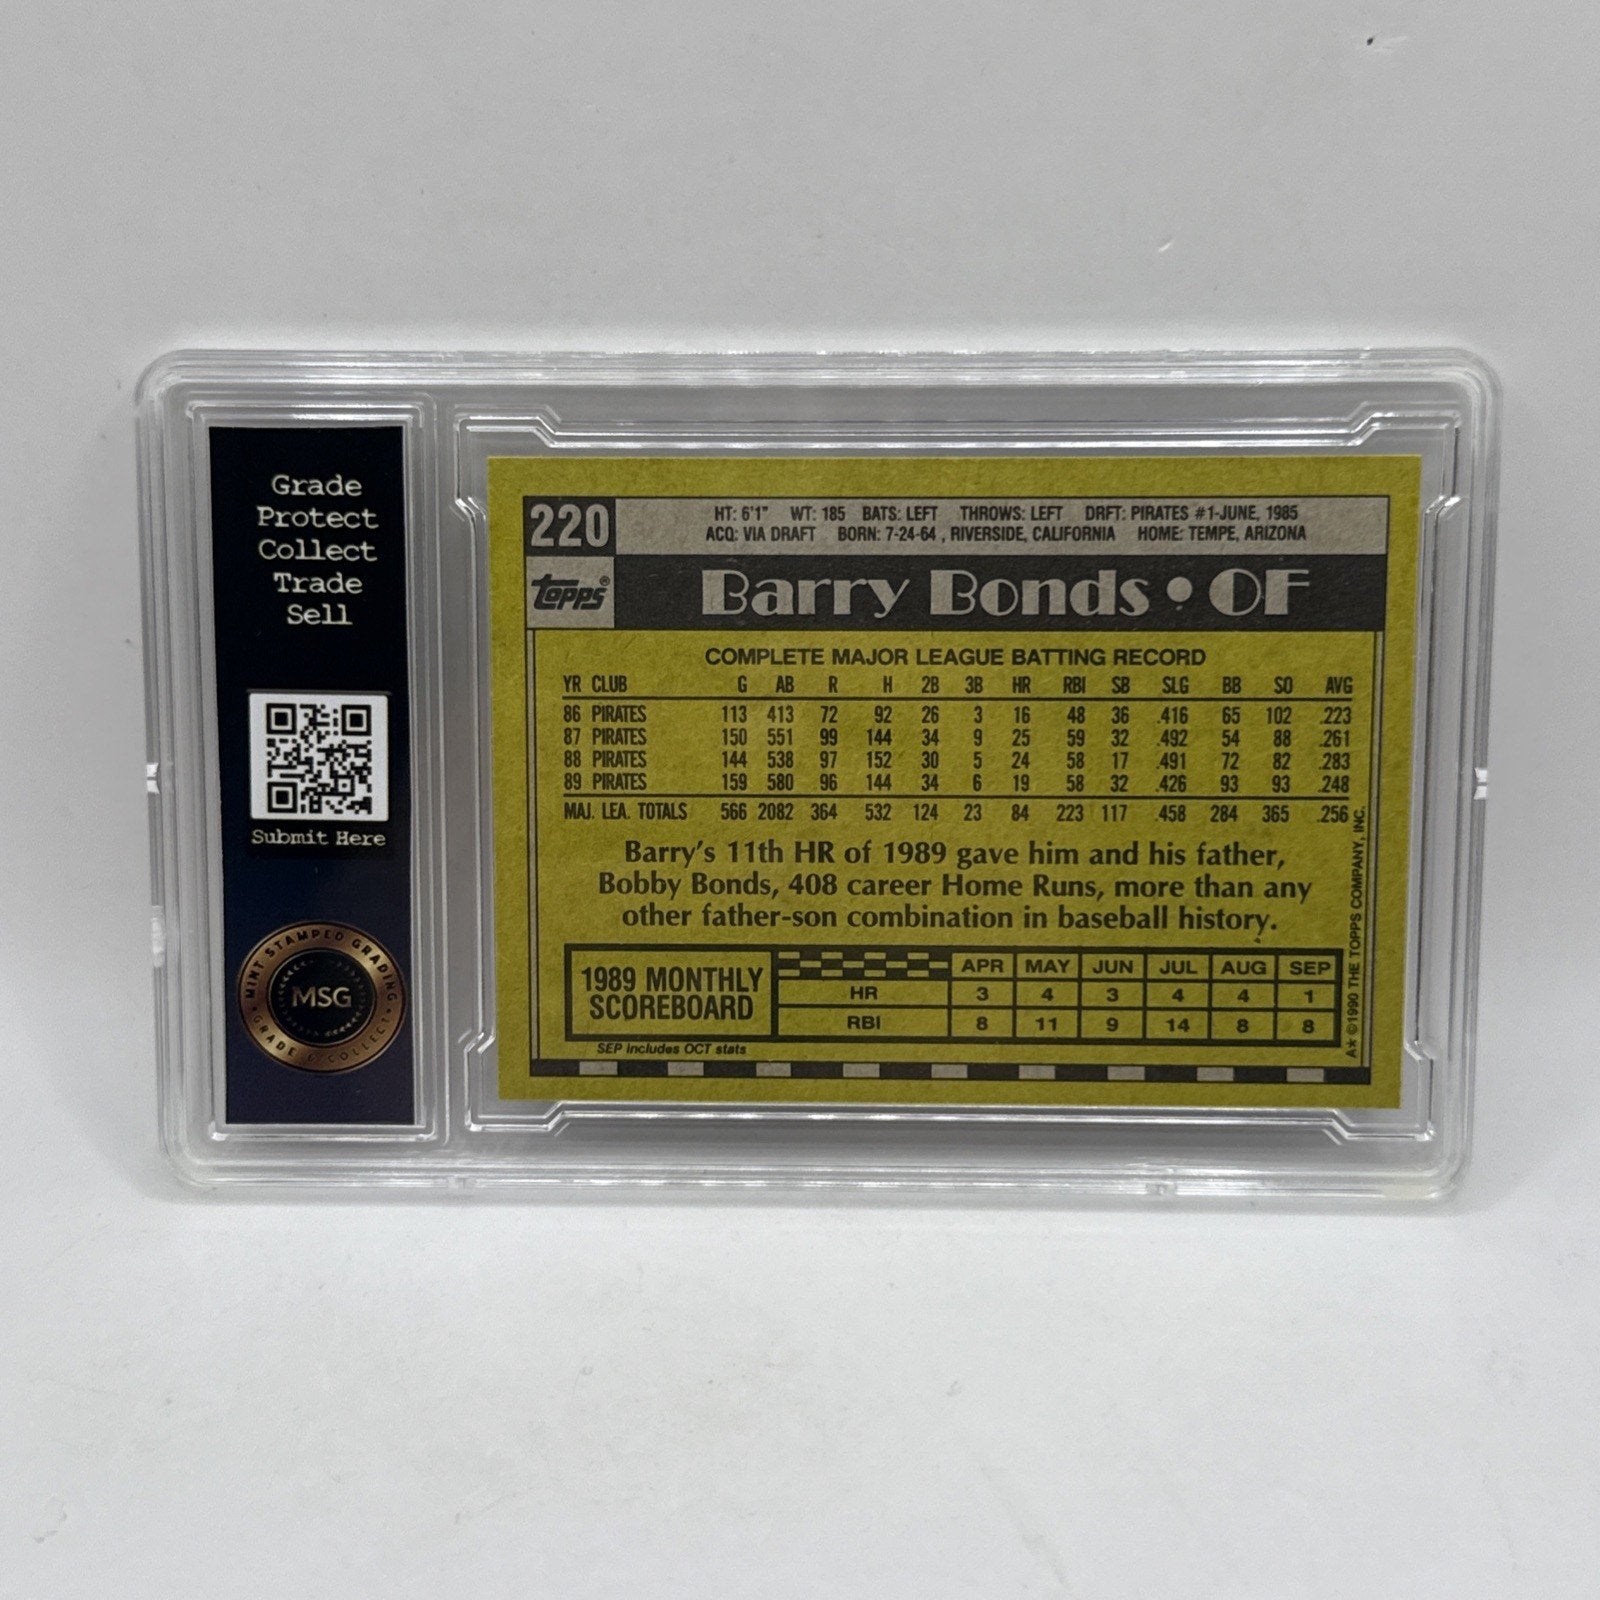 Grade
Protect
Collect
Trade
Sell
Submit Here
MINT STAMPED GRADING
MSG
GRADE & COLLECT
220
HT: 6'1" WT: 185 BATS: LEFT THROWS: LEFT DRFT: PIRATES #1-JUNE, 1985
ACQ: VIA DRAFT BORN: 7-24-64 , RIVERSIDE, CALIFORNIA HOME: TEMPE, ARIZONA
Topps®
Barry Bonds • OF
COMPLETE MAJOR LEAGUE BATTING RECORD
YR CLUB G AB R H 2B 3B HR RBI SB SLG BB SO AVG
86 PIRATES 113 413 72 92 26 3 16 48 36 .416 65 102 .223
87 PIRATES 150 551 99 144 34 9 25 59 32 .492 54 88 .261
88 PIRATES 144 538 97 152 30 5 24 58 17 .491 72 82 .283
89 PIRATES 159 580 96 144 34 6 19 58 32 .426 93 93 .248
MAJ. LEA. TOTALS 566 2082 364 532 124 23 84 223 117 .458 284 365 .256
Barry's 11th HR of 1989 gave him and his father,
Bobby Bonds, 408 career Home Runs, more than any
other father-son combination in baseball history.
1989 MONTHLY
SCOREBOARD
APR MAY JUN JUL AUG SEP
HR 3 4 3 4 4 1
RBI 8 11 9 14 8 8
SEP includes OCT stats
A* ©1990 THE TOPPS COMPANY, INC.